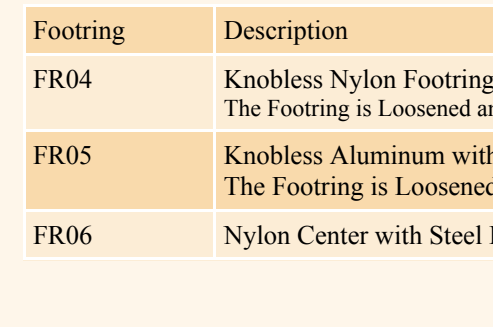 Footring Description
FR04 Knobless Nylon Footring
The Footring is Loosened
FR05 Knobless Aluminum with
The Footring is Loosened
FR06 Nylon Center with Steel